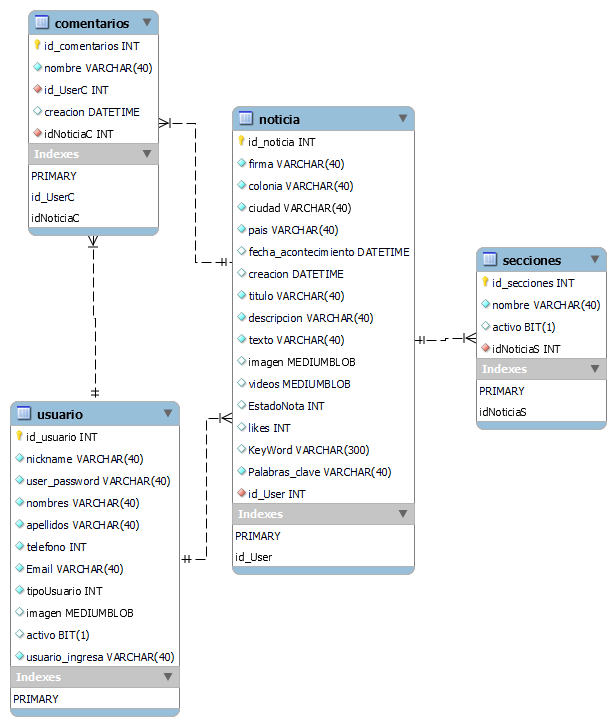 comentarios
id_comentarios INT
nombre VARCHAR(40)
id_UserC INT
creacion DATETIME
idNoticiaC INT
Indexes
PRIMARY
id_UserC
idNoticiaC
noticia
id_noticia INT
firma VARCHAR(40)
colonia VARCHAR(40)
ciudad VARCHAR(40)
pais VARCHAR(40)
fecha_acontecimiento DATETIME
creacion DATETIME
titulo VARCHAR(40)
descripcion VARCHAR(40)
texto VARCHAR(40)
imagen MEDIUMBLOB
videos MEDIUMBLOB
EstadoNota INT
likes INT
KeyWord VARCHAR(300)
Palabras_clave VARCHAR(40)
id_User INT
Indexes
PRIMARY
id_User
secciones
id_secciones INT
nombre VARCHAR(40)
activo BIT(1)
idNoticiaS INT
Indexes
PRIMARY
idNoticiaS
usuario
id_usuario INT
nickname VARCHAR(40)
user_password VARCHAR(40)
nombres VARCHAR(40)
apellidos VARCHAR(40)
telefono INT
Email VARCHAR(40)
tipoUsuario INT
imagen MEDIUMBLOB
activo BIT(1)
usuario_ingresa VARCHAR(40)
Indexes
PRIMARY